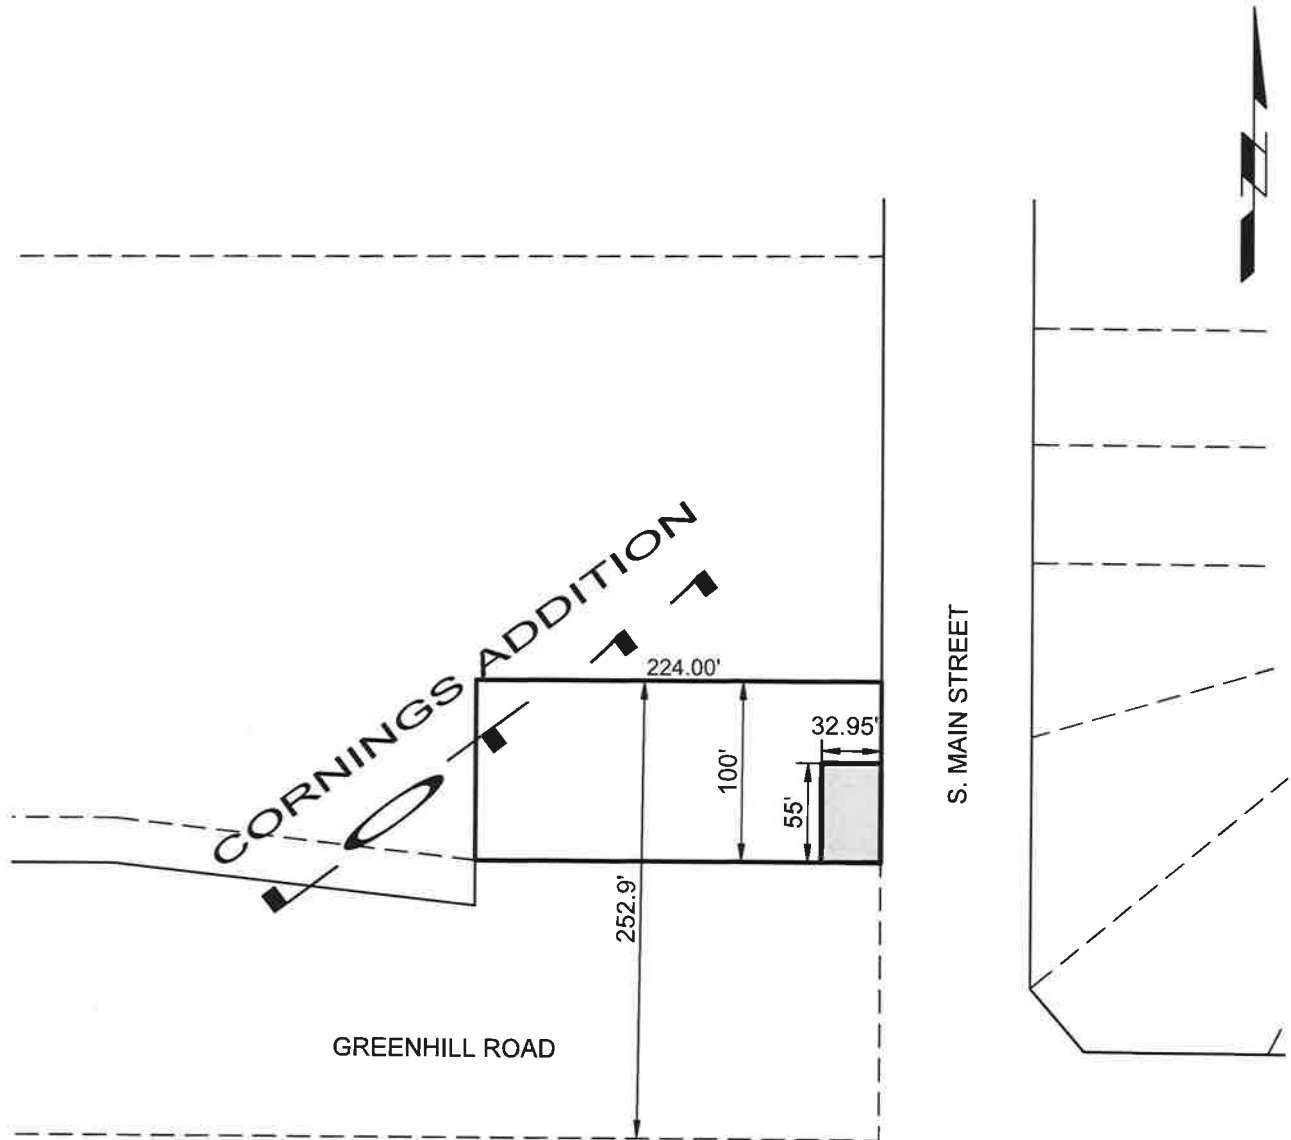 CORNINGS ADDITION
224.00'
32.95'
100'
55'
252.9'
S. MAIN STREET
GREENHILL ROAD